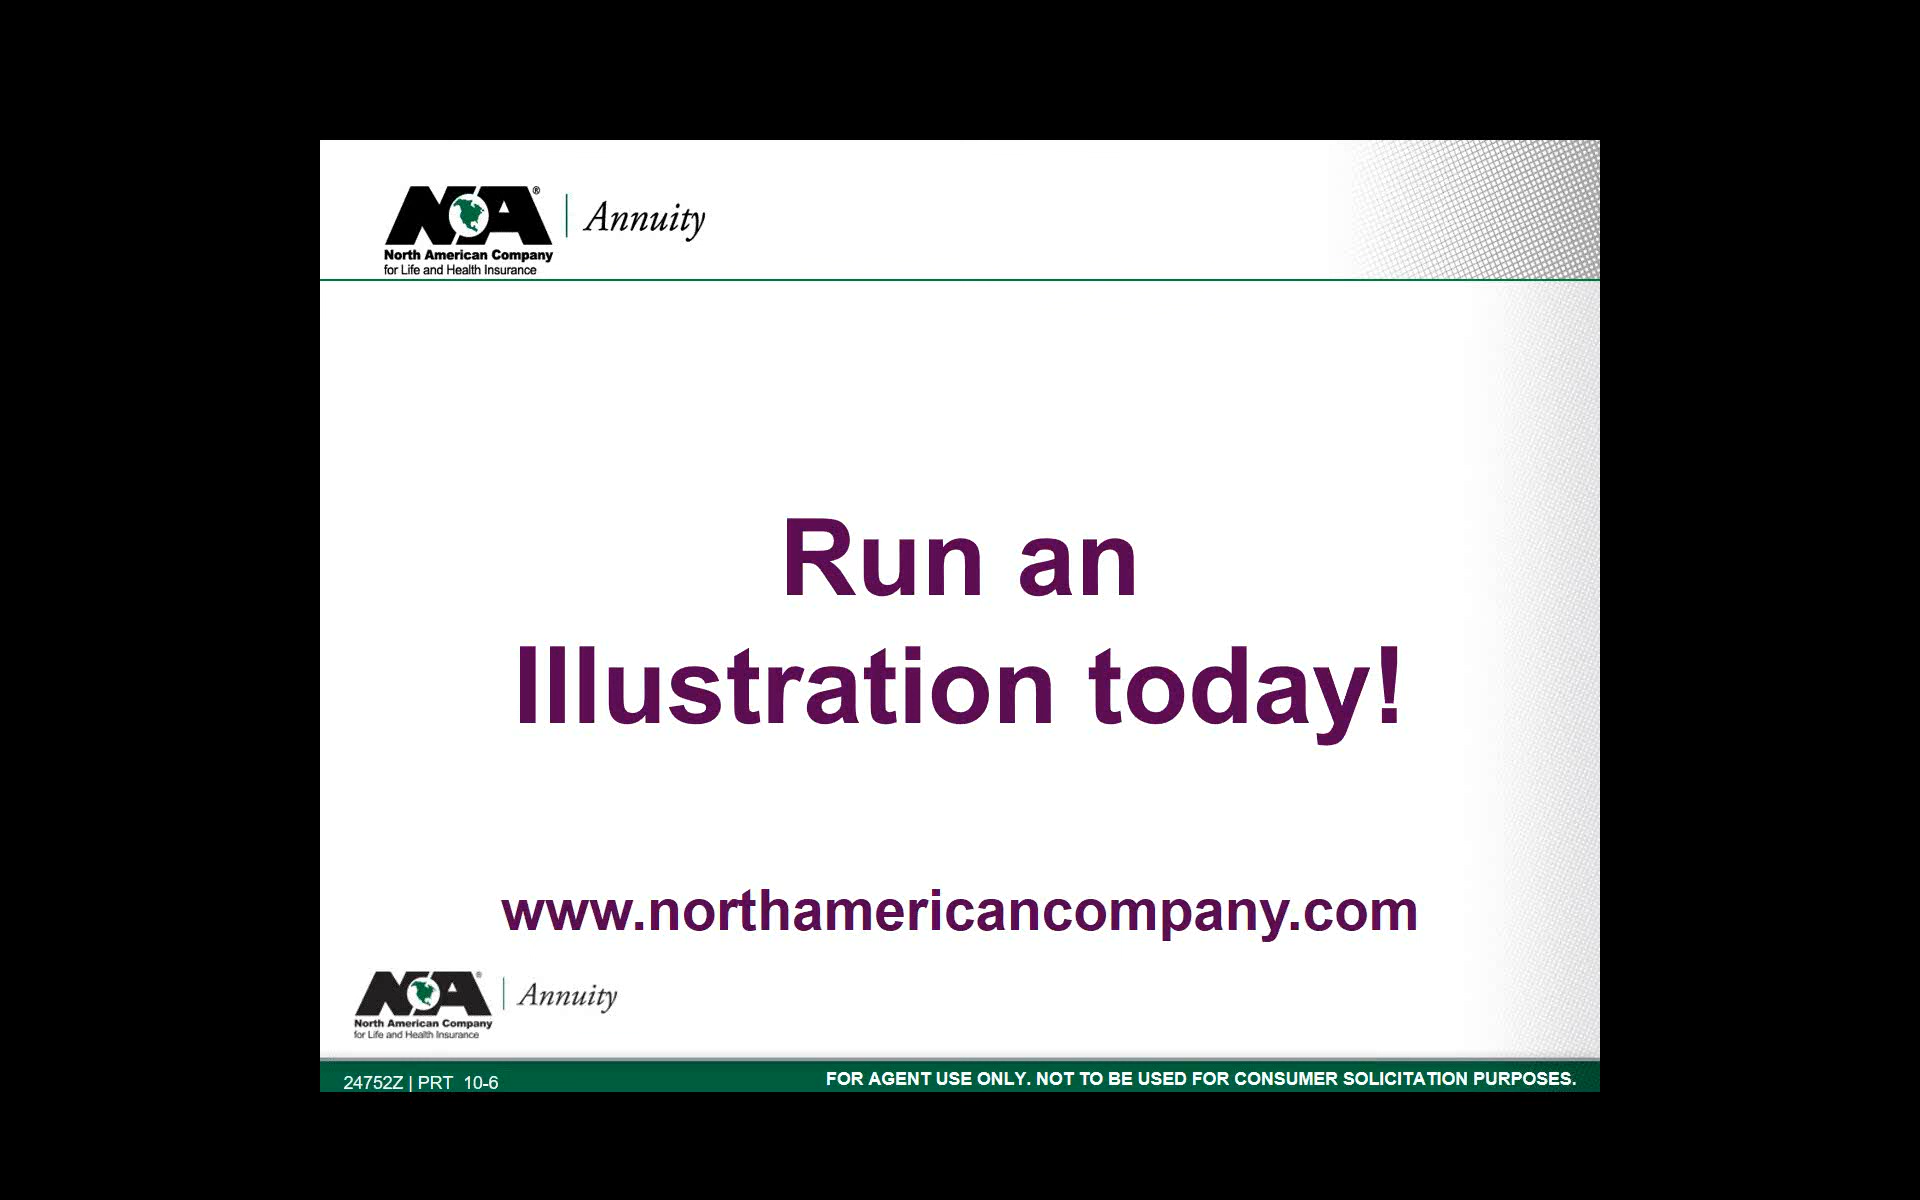 NA® | Annuity
North American Company
for Life and Health Insurance
Run an
Illustration today!
www.northamericancompany.com
NA® | Annuity
North American Company
for Life and Health Insurance
24752Z | PRT 10-6
FOR AGENT USE ONLY. NOT TO BE USED FOR CONSUMER SOLICITATION PURPOSES.